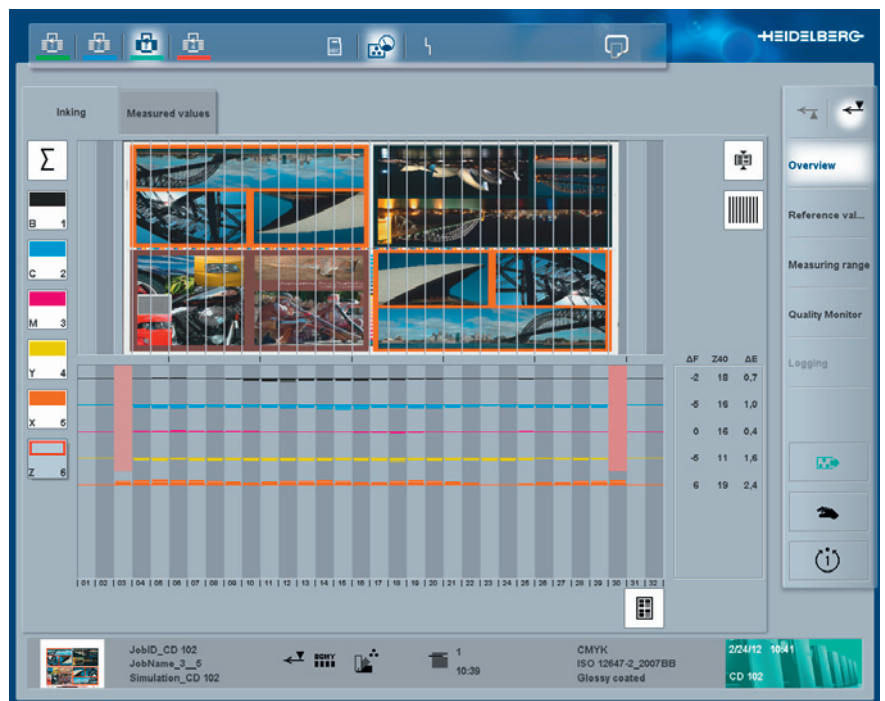 HEIDELBERG
Inking
Measured values
Σ
B 1
C 2
M 3
Y 4
X 5
Z 6
Overview
Reference val...
Measuring range
Quality Monitor
Logging
ΔF Z40 ΔE
-2 18 0,7
-5 16 1,0
0 16 0,4
-5 11 1,6
6 19 2,4
| 01 | 02 | 03 | 04 | 05 | 06 | 07 | 08 | 09 | 10 | 11 | 12 | 13 | 14 | 15 | 16 | 17 | 18 | 19 | 20 | 21 | 22 | 23 | 24 | 25 | 26 | 27 | 28 | 29 | 30 | 31 | 32 |
JobID_CD 102
JobName_3__5
Simulation_CD 102
BCMY
1
10:39
CMYK
ISO 12647-2_2007BB
Glossy coated
2/24/12 10:41
CD 102